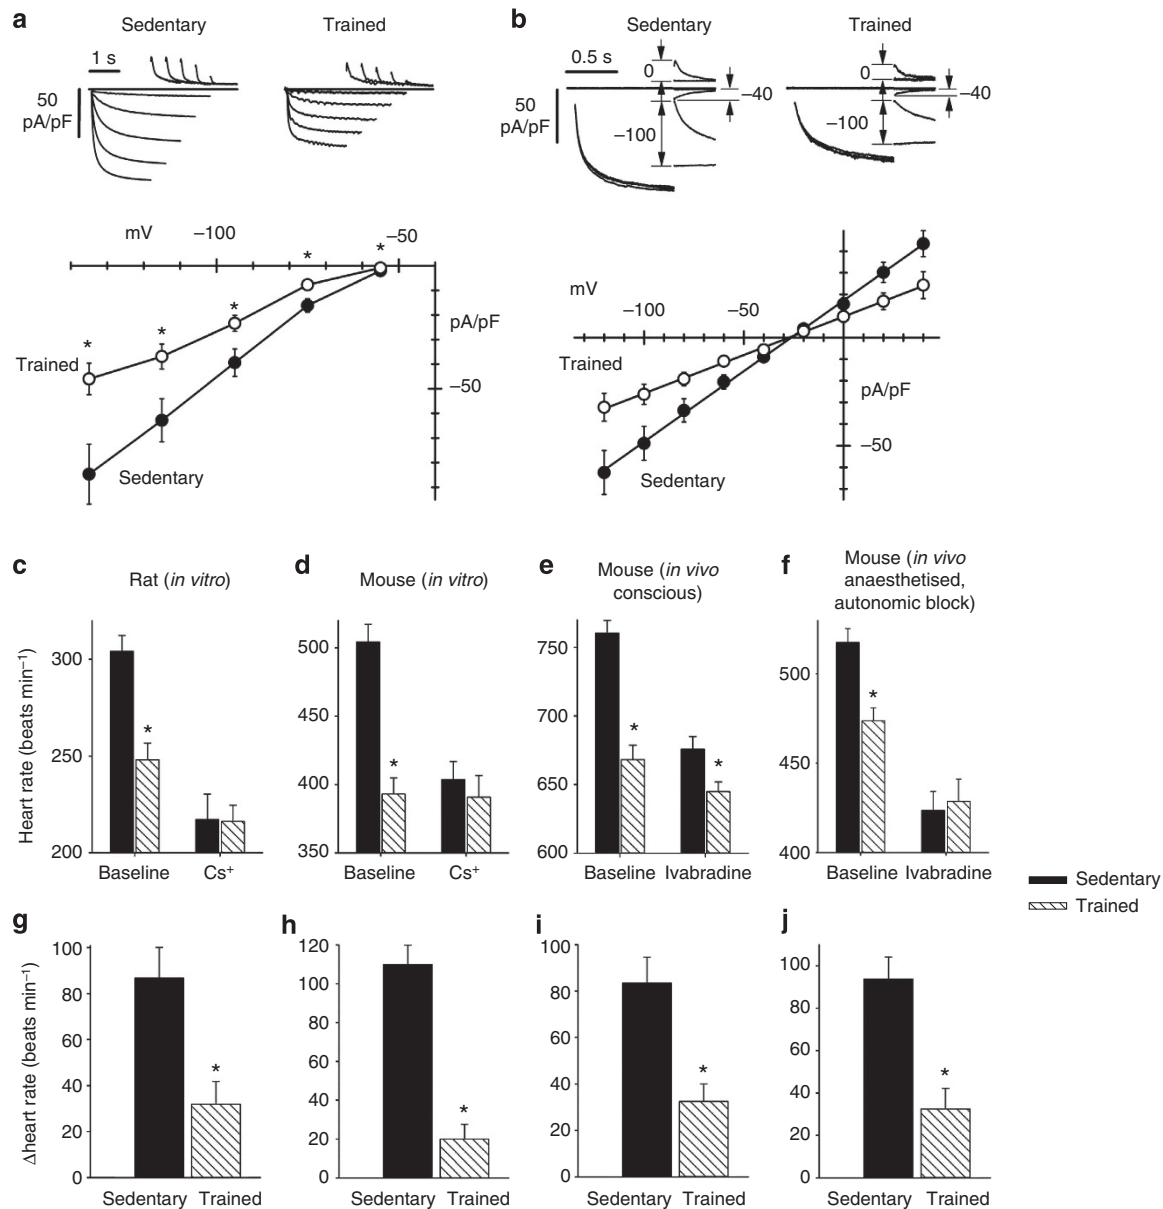 a
Sedentary
Trained
1 s
50
pA/pF
mV
−100
−50
*
*
*
*
*
pA/pF
−50
Trained
Sedentary
b
Sedentary
Trained
0.5 s
0
0
−40
−40
50
pA/pF
−100
−100
mV
−100
−50
Trained
pA/pF
−50
Sedentary
c
Rat (in vitro)
d
Mouse (in vitro)
e
Mouse (in vivo
conscious)
f
Mouse (in vivo
anaesthetised,
autonomic block)
Heart rate (beats min⁻¹)
300
250
200
*
Baseline
Cs⁺
500
450
400
350
*
Baseline
Cs⁺
750
700
650
600
*
*
Baseline
Ivabradine
500
450
400
*
Baseline
Ivabradine
Sedentary
Trained
g
Δheart rate (beats min⁻¹)
100
80
60
40
20
0
*
Sedentary
Trained
h
120
100
80
60
40
20
0
*
Sedentary
Trained
i
100
80
60
40
20
0
*
Sedentary
Trained
j
100
80
60
40
20
0
*
Sedentary
Trained